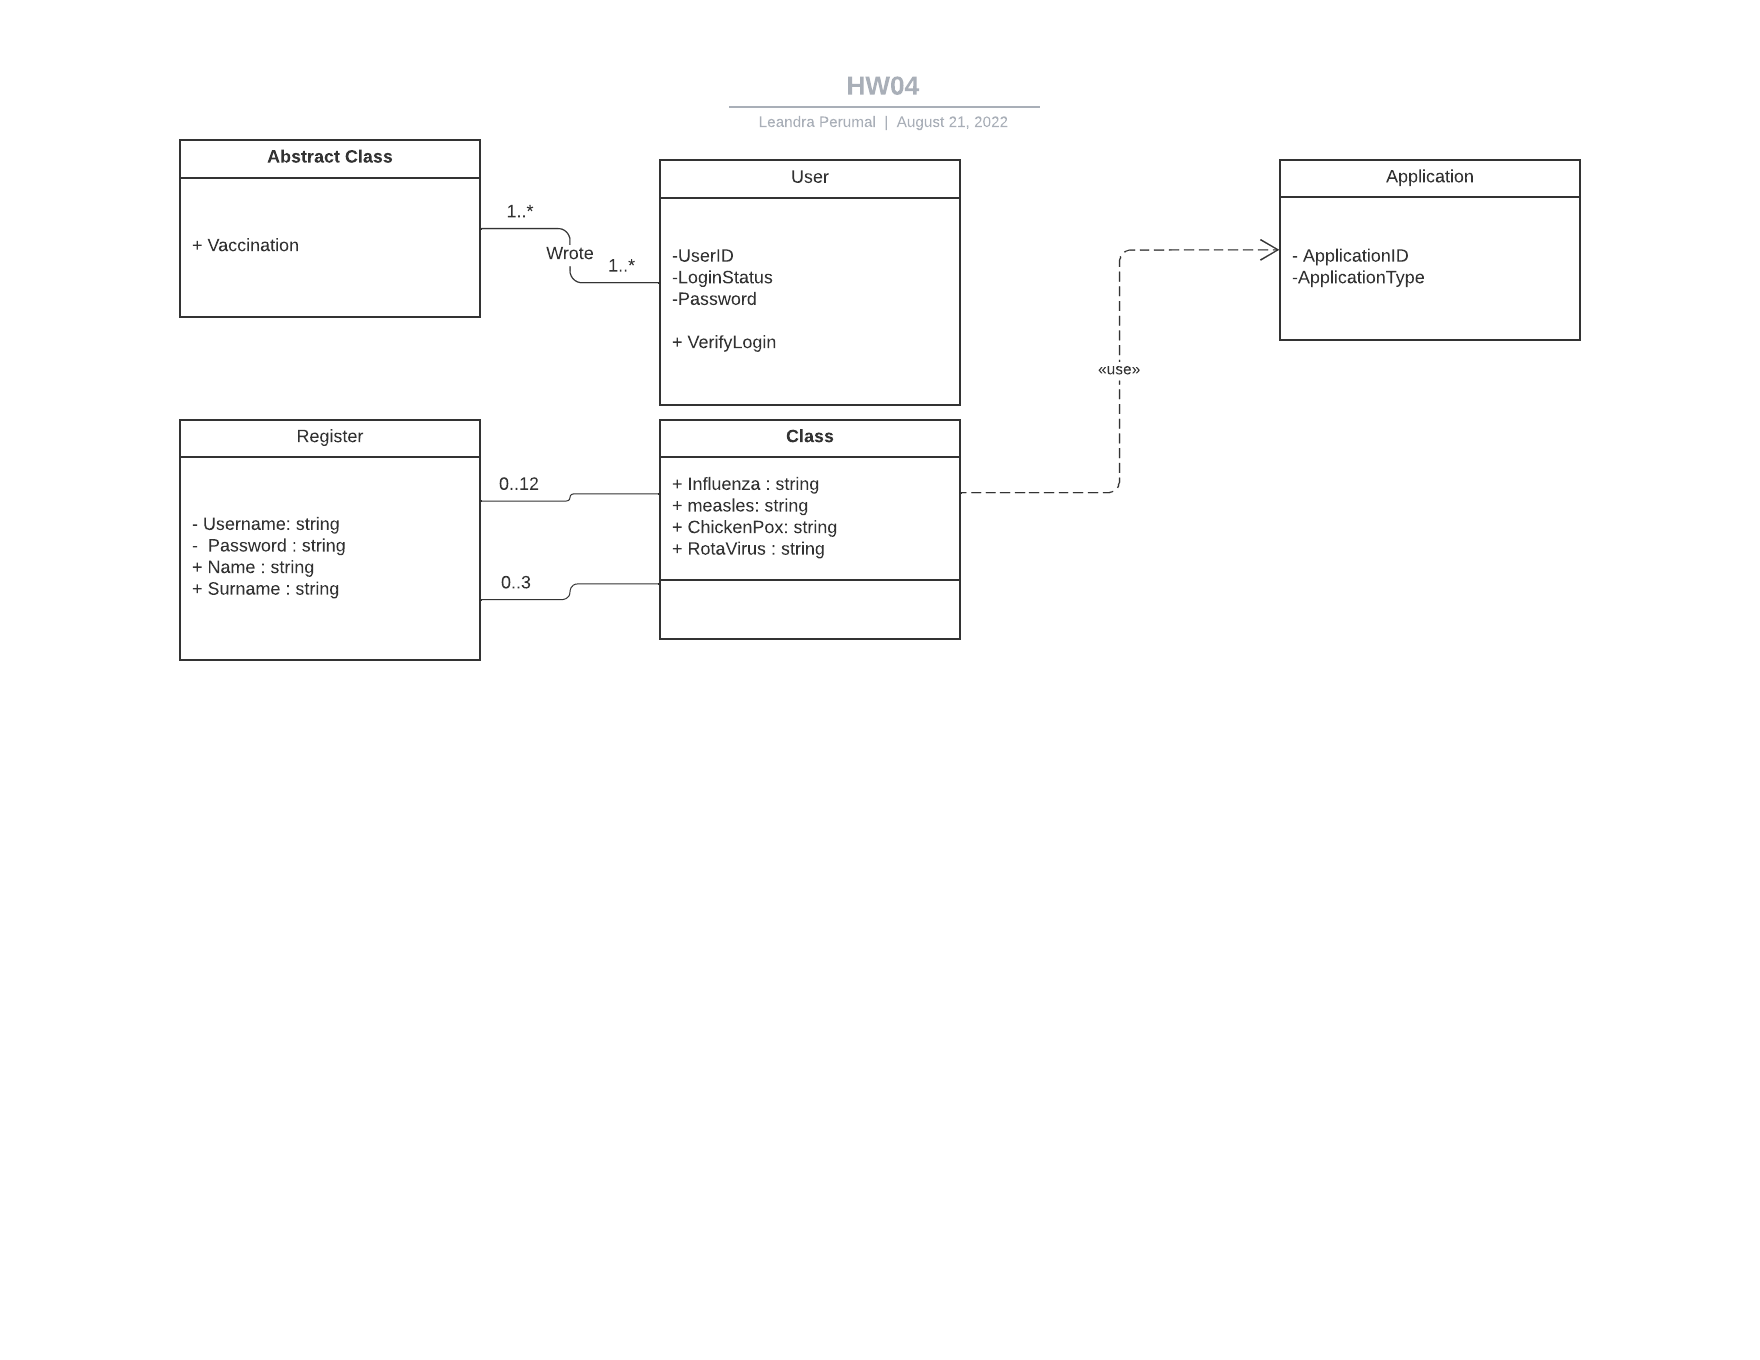 HW04
Leandra Perumal | August 21, 2022
Abstract Class
+ Vaccination
1..*
Wrote
1..*
User
-UserID
-LoginStatus
-Password
+ VerifyLogin
Application
- ApplicationID
-ApplicationType
«use»
Register
- Username: string
-  Password : string
+ Name : string
+ Surname : string
0..12
0..3
Class
+ Influenza : string
+ measles: string
+ ChickenPox: string
+ RotaVirus : string